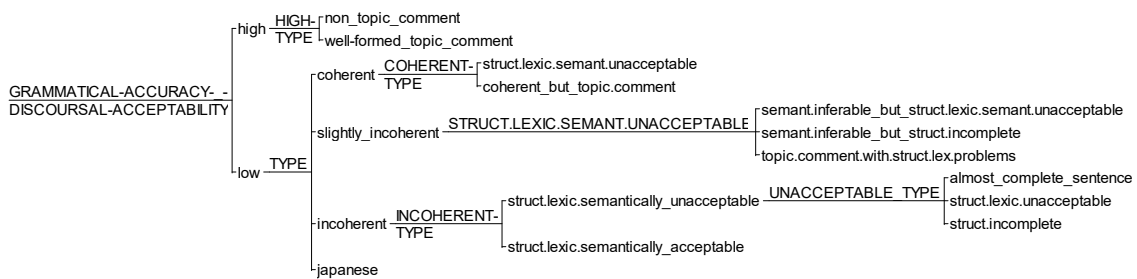 GRAMMATICAL-ACCURACY-_-
DISCOURSAL-ACCEPTABILITY
high
HIGH-
TYPE
non_topic_comment
well-formed_topic_comment
low
TYPE
coherent
COHERENT-
TYPE
struct.lexic.semant.unacceptable
coherent_but_topic.comment
slightly_incoherent
STRUCT.LEXIC.SEMANT.UNACCEPTABLE
semant.inferable_but_struct.lexic.semant.unacceptable
semant.inferable_but_struct.incomplete
topic.comment.with.struct.lex.problems
incoherent
INCOHERENT-
TYPE
struct.lexic.semantically_unacceptable
UNACCEPTABLE_TYPE
almost_complete_sentence
struct.lexic.unacceptable
struct.incomplete
struct.lexic.semantically_acceptable
japanese